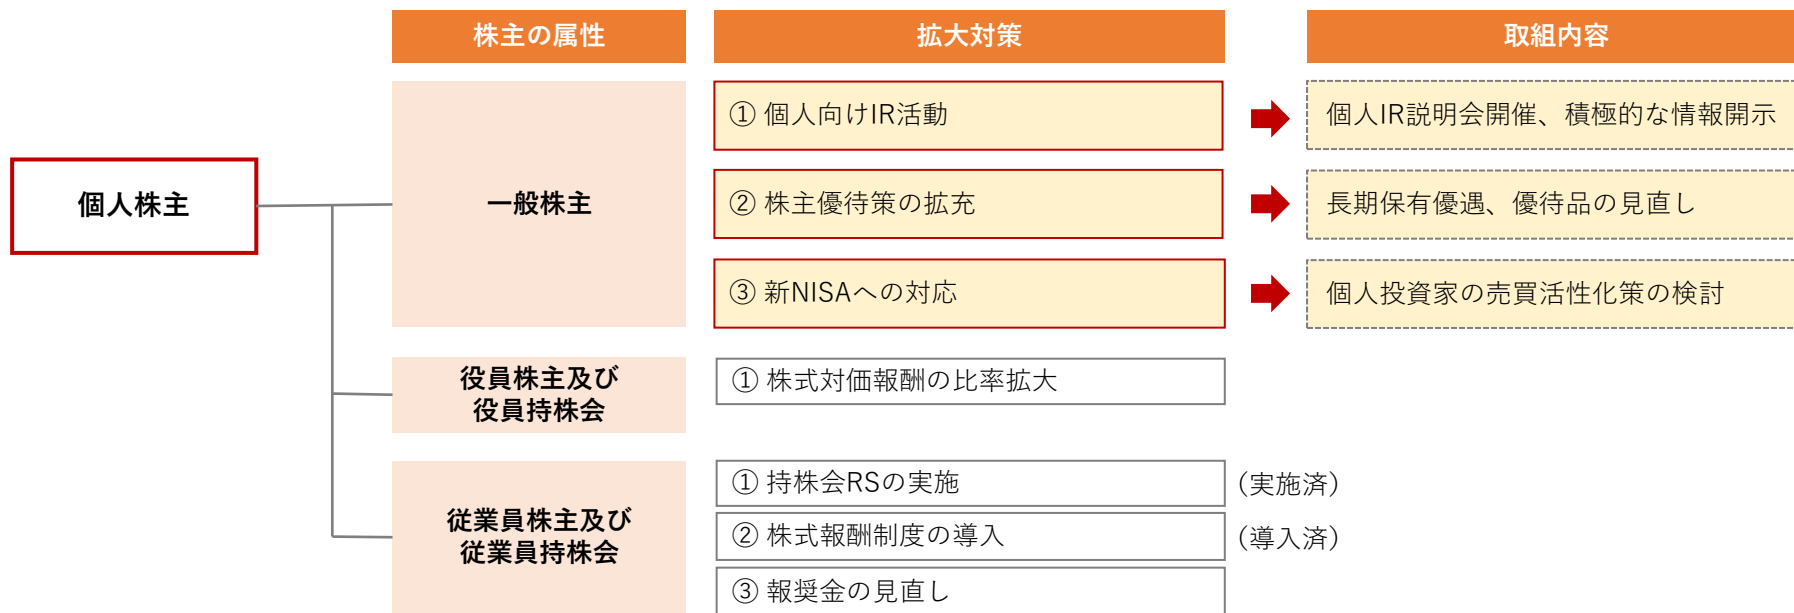 株主の属性
拡大対策
取組内容
個人株主
一般株主
① 個人向けIR活動
個人IR説明会開催、積極的な情報開示
② 株主優待策の拡充
長期保有優遇、優待品の見直し
③ 新NISAへの対応
個人投資家の売買活性化策の検討
役員株主及び
役員持株会
① 株式対価報酬の比率拡大
従業員株主及び
従業員持株会
① 持株会RSの実施
(実施済)
② 株式報酬制度の導入
(導入済)
③ 報奨金の見直し